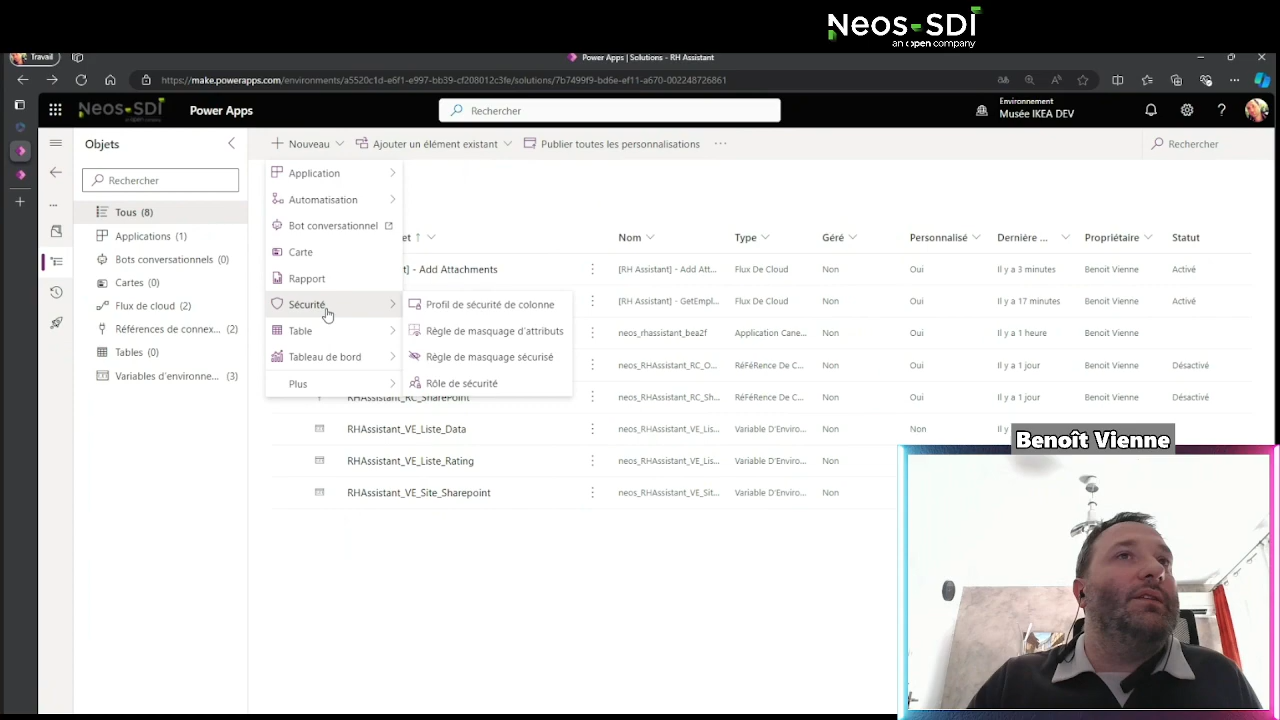 Neos-SDI
an open company
Travail
Power Apps | Solutions - RH Assistant
https://make.powerapps.com/environments/a5520c1d-e6f1-e997-bb39-cf208012c3fe/solutions/7b7499f9-bd6e-ef11-a670-002248726861
Neos-SDI
Power Apps
Rechercher
Environnement
Musée IKEA DEV
Objets
Nouveau
Ajouter un élément existant
Publier toutes les personnalisations
Rechercher
Rechercher
Tous (8)
Applications (1)
Bots conversationnels (0)
Cartes (0)
Flux de cloud (2)
Références de connex... (2)
Tables (0)
Variables d'environne... (3)
Application
Automatisation
Bot conversationnel
Carte
Rapport
Sécurité
Table
Tableau de bord
Plus
Profil de sécurité de colonne
Règle de masquage d'attributs
Règle de masquage sécurisé
Rôle de sécurité
et ↑ Nom Type Géré Personnalisé Dernière ... Propriétaire Statut
t] - Add Attachments [RH Assistant] - Add Att... Flux De Cloud Non Oui Il y a 3 minutes Benoit Vienne Activé
[RH Assistant] - GetEmpl... Flux De Cloud Non Oui Il y a 17 minutes Benoit Vienne Activé
neos_rhassistant_bea2f Application Cane... Non Oui Il y a 1 heure Benoit Vienne
neos_RHAssistant_RC_O... RéFéRence De C... Non Oui Il y a 1 jour Benoit Vienne Désactivé
RHAssistant_RC_SharePoint neos_RHAssistant_RC_Sh... RéFéRence De C... Non Oui Il y a 1 jour Benoit Vienne Désactivé
RHAssistant_VE_Liste_Data neos_RHAssistant_VE_Lis... Variable D'Enviro... Non Non Il y
RHAssistant_VE_Liste_Rating neos_RHAssistant_VE_Lis... Variable D'Enviro... Non
RHAssistant_VE_Site_Sharepoint neos_RHAssistant_VE_Sit... Variable D'Enviro... Non
Benoît Vienne